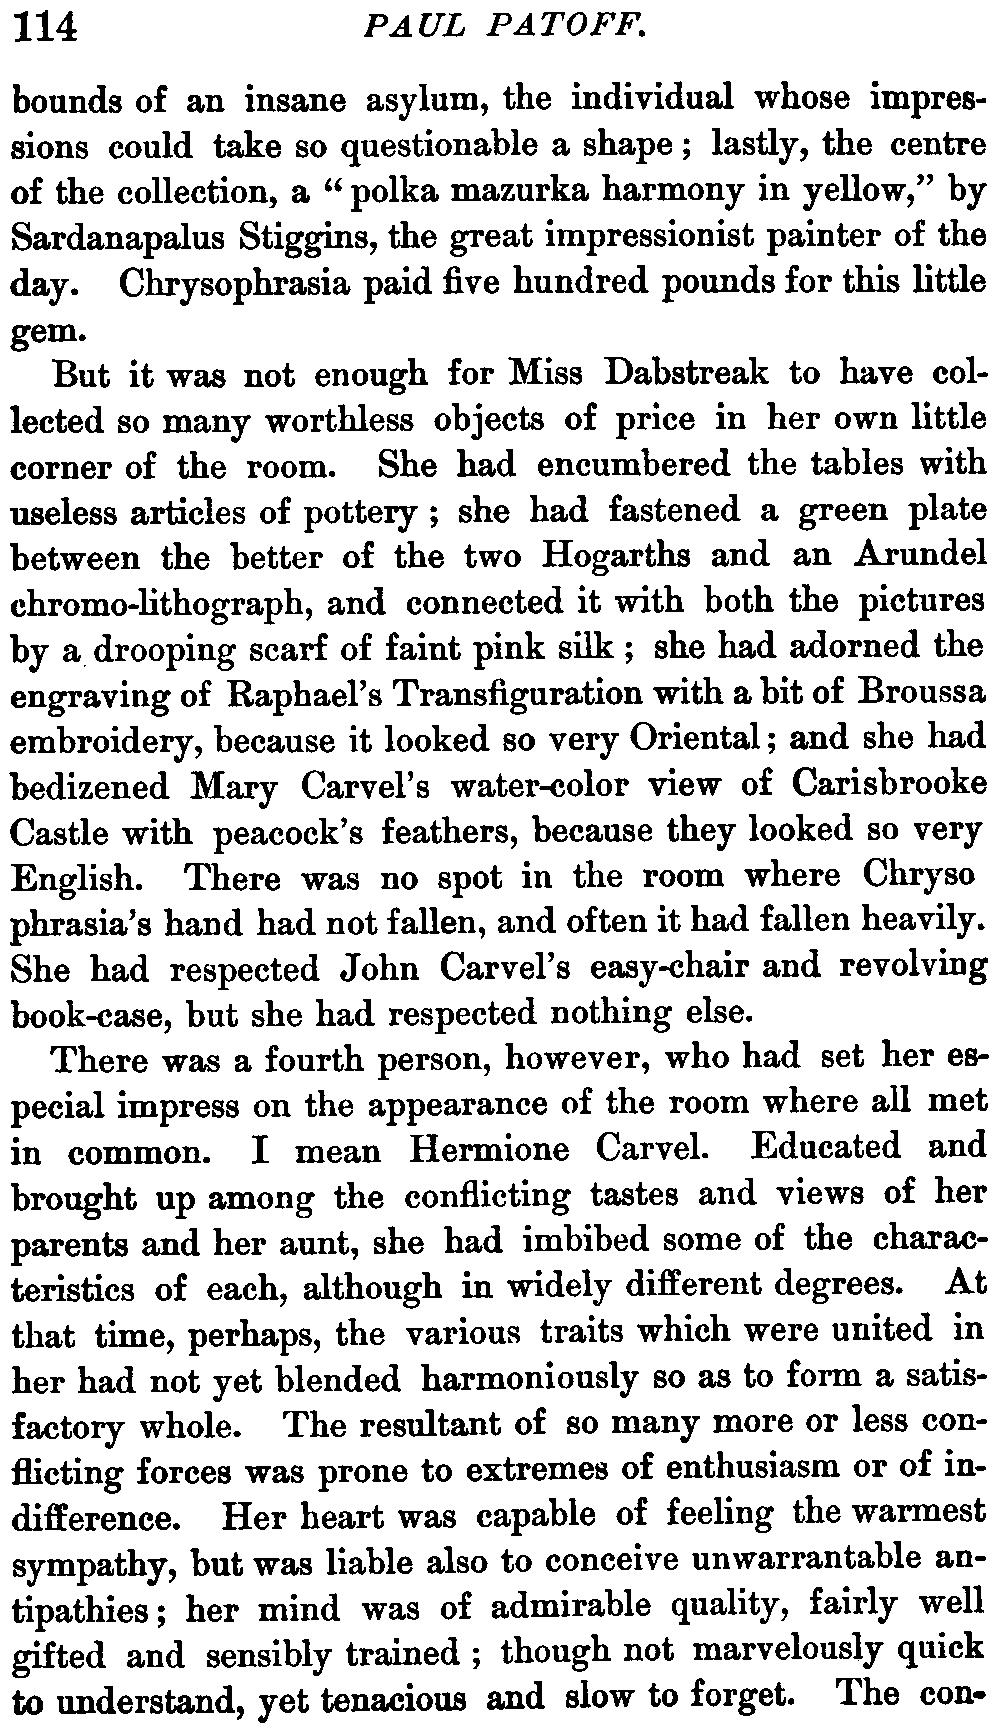 114 PAUL PATOFF.
bounds of an insane asylum, the individual whose impres-
sions could take so questionable a shape; lastly, the centre
of the collection, a "polka mazurka harmony in yellow," by
Sardanapalus Stiggins, the great impressionist painter of the
day. Chrysophrasia paid five hundred pounds for this little
gem.
But it was not enough for Miss Dabstreak to have col-
lected so many worthless objects of price in her own little
corner of the room. She had encumbered the tables with
useless articles of pottery; she had fastened a green plate
between the better of the two Hogarths and an Arundel
chromo-lithograph, and connected it with both the pictures
by a drooping scarf of faint pink silk; she had adorned the
engraving of Raphael's Transfiguration with a bit of Broussa
embroidery, because it looked so very Oriental; and she had
bedizened Mary Carvel's water-color view of Carisbrooke
Castle with peacock's feathers, because they looked so very
English. There was no spot in the room where Chryso
phrasia's hand had not fallen, and often it had fallen heavily.
She had respected John Carvel's easy-chair and revolving
book-case, but she had respected nothing else.
There was a fourth person, however, who had set her es-
pecial impress on the appearance of the room where all met
in common. I mean Hermione Carvel. Educated and
brought up among the conflicting tastes and views of her
parents and her aunt, she had imbibed some of the charac-
teristics of each, although in widely different degrees. At
that time, perhaps, the various traits which were united in
her had not yet blended harmoniously so as to form a satis-
factory whole. The resultant of so many more or less con-
flicting forces was prone to extremes of enthusiasm or of in-
difference. Her heart was capable of feeling the warmest
sympathy, but was liable also to conceive unwarrantable an-
tipathies; her mind was of admirable quality, fairly well
gifted and sensibly trained; though not marvelously quick
to understand, yet tenacious and slow to forget. The con-